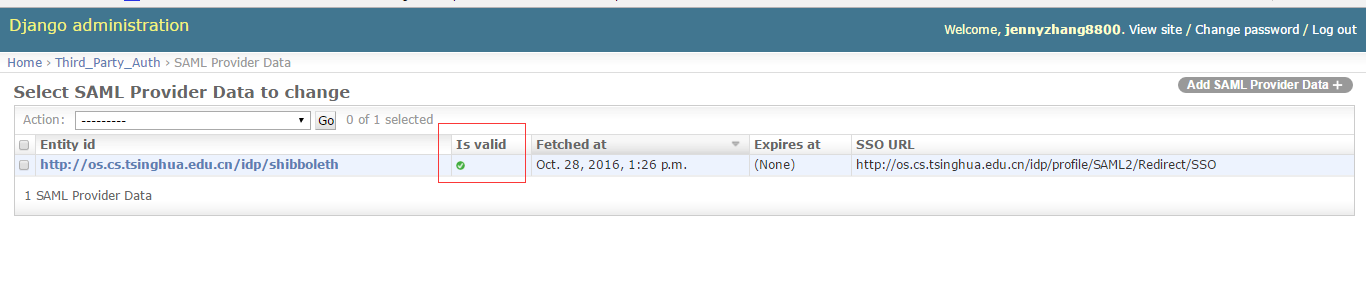 Django administration
Welcome, jennyzhang8800. View site / Change password / Log out
Home › Third_Party_Auth › SAML Provider Data
Select SAML Provider Data to change
Add SAML Provider Data +
Action: --------- Go 0 of 1 selected
Entity id Is valid Fetched at Expires at SSO URL
http://os.cs.tsinghua.edu.cn/idp/shibboleth Oct. 28, 2016, 1:26 p.m. (None) http://os.cs.tsinghua.edu.cn/idp/profile/SAML2/Redirect/SSO
1 SAML Provider Data